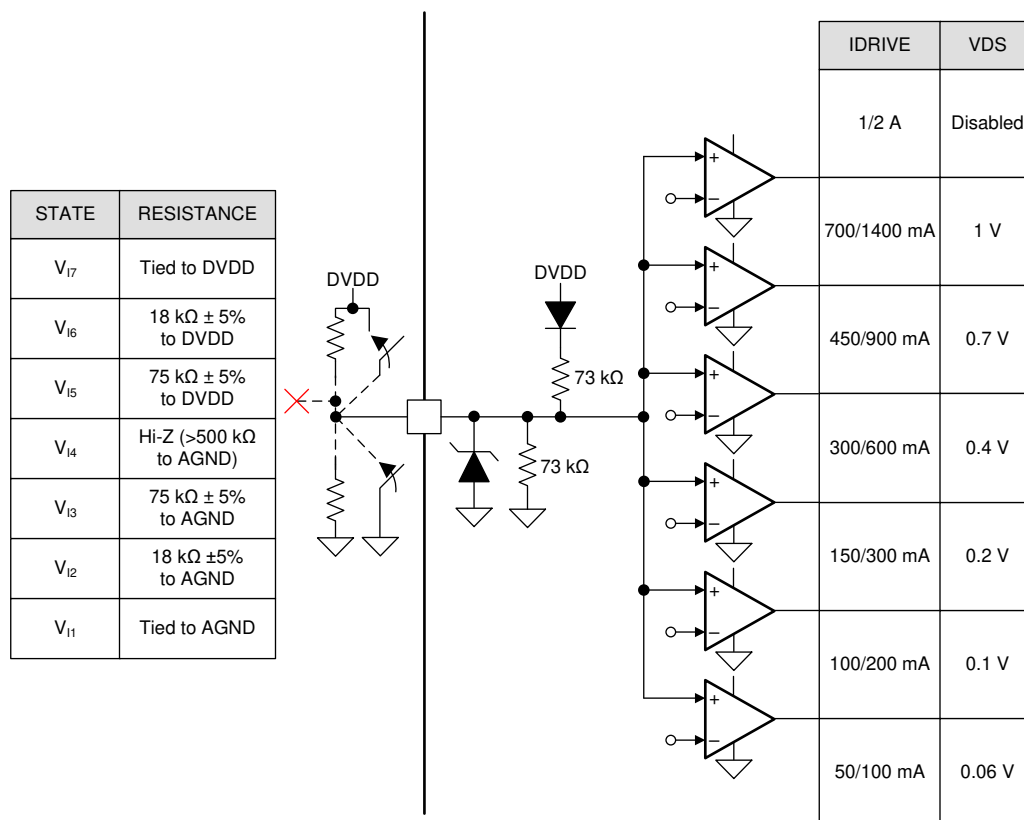 STATE RESISTANCE
V_I7 Tied to DVDD
V_I6 18 kΩ ± 5%
to DVDD
V_I5 75 kΩ ± 5%
to DVDD
V_I4 Hi-Z (>500 kΩ
to AGND)
V_I3 75 kΩ ± 5%
to AGND
V_I2 18 kΩ ±5%
to AGND
V_I1 Tied to AGND
DVDD
DVDD
73 kΩ
73 kΩ
+
−
+
−
+
−
+
−
+
−
+
−
IDRIVE VDS
1/2 A Disabled
700/1400 mA 1 V
450/900 mA 0.7 V
300/600 mA 0.4 V
150/300 mA 0.2 V
100/200 mA 0.1 V
50/100 mA 0.06 V